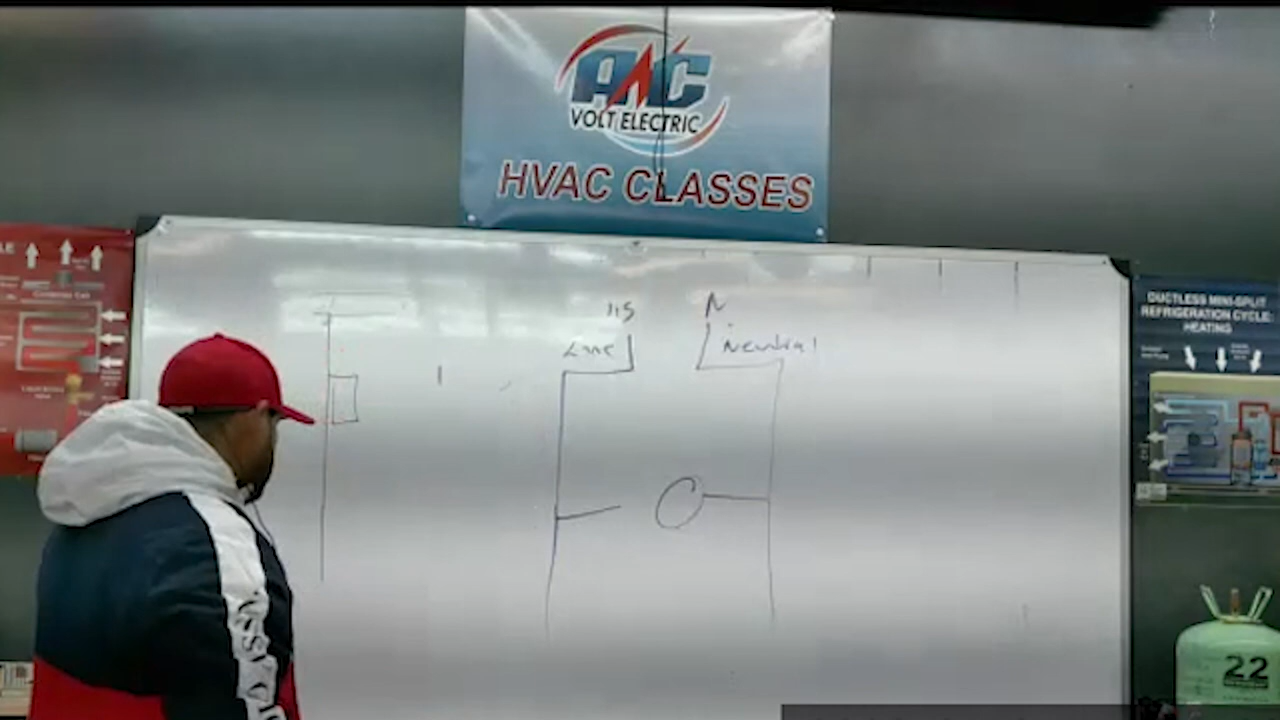 AC
VOLT ELECTRIC
HVAC CLASSES
115 N
Line Neutral
DUCTLESS MINI-SPLIT
REFRIGERATION CYCLE:
HEATING
22